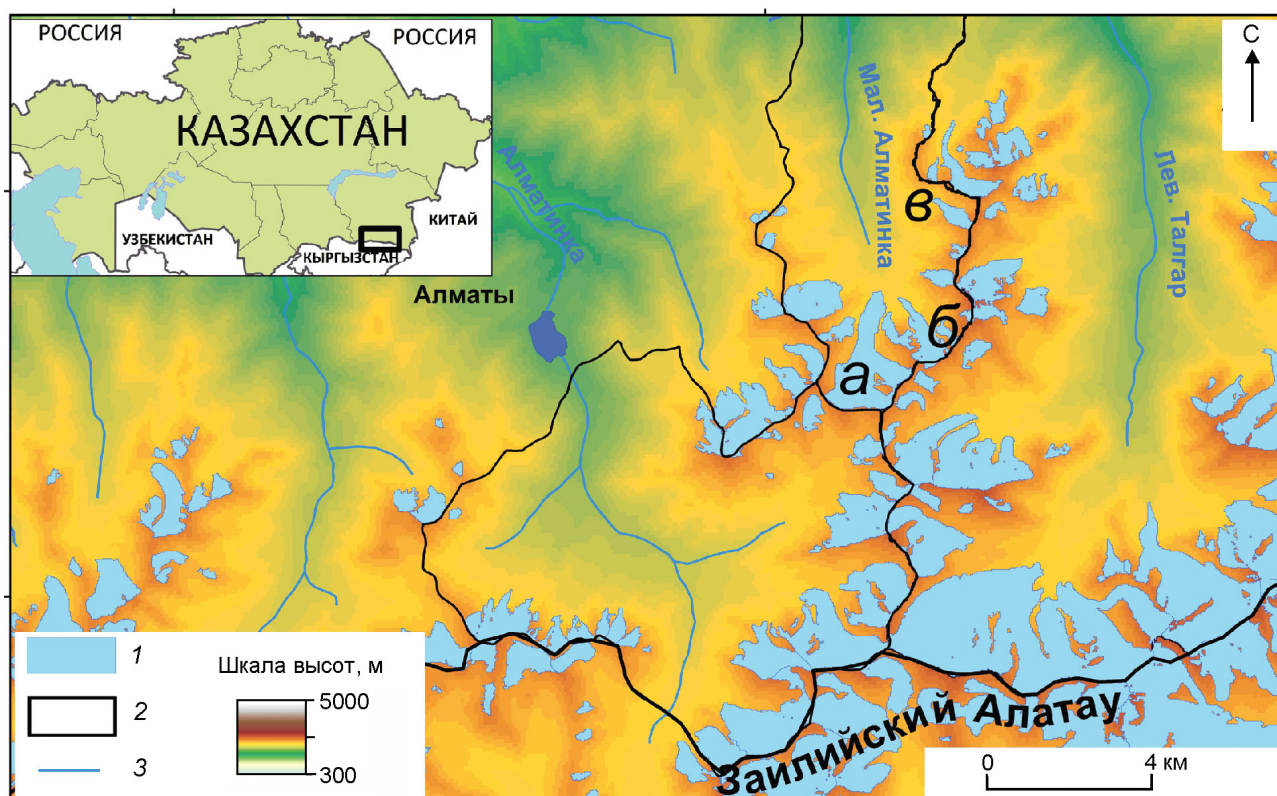 РОССИЯ
РОССИЯ
КАЗАХСТАН
КИТАЙ
УЗБЕКИСТАН
КЫРГЫЗСТАН
С
Мал. Алматинка
Алматинка
Лев. Талгар
Алматы
а
б
в
Заилийский Алатау
1
2
3
Шкала высот, м
5000
300
0
4 км